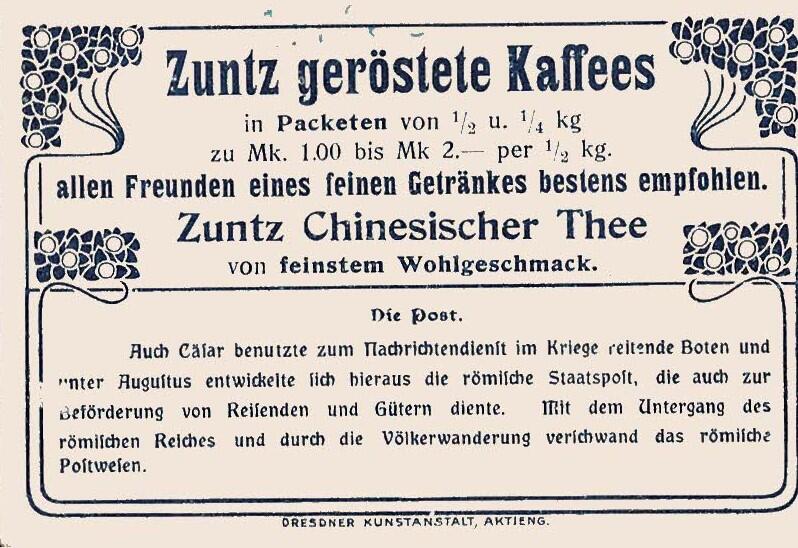 Zuntz geröstete Kaffees
in Packeten von 1/2 u. 1/4 kg
zu Mk. 1.00 bis Mk 2.— per 1/2 kg.
allen Freunden eines feinen Getränkes bestens empfohlen.
Zuntz Chinesischer Thee
von feinstem Wohlgeschmack.
Die Post.
Auch Cäſar benutzte zum Nachrichtendienſt im Kriege reitende Boten und
unter Auguſtus entwickelte ſich hieraus die römiſche Staatspoſt, die auch zur
Beförderung von Reiſenden und Gütern diente. Mit dem Untergang des
römiſchen Reiches und durch die Völkerwanderung verſchwand das römiſche
Poſtweſen.
DRESDNER KUNSTANSTALT, AKTIENG.